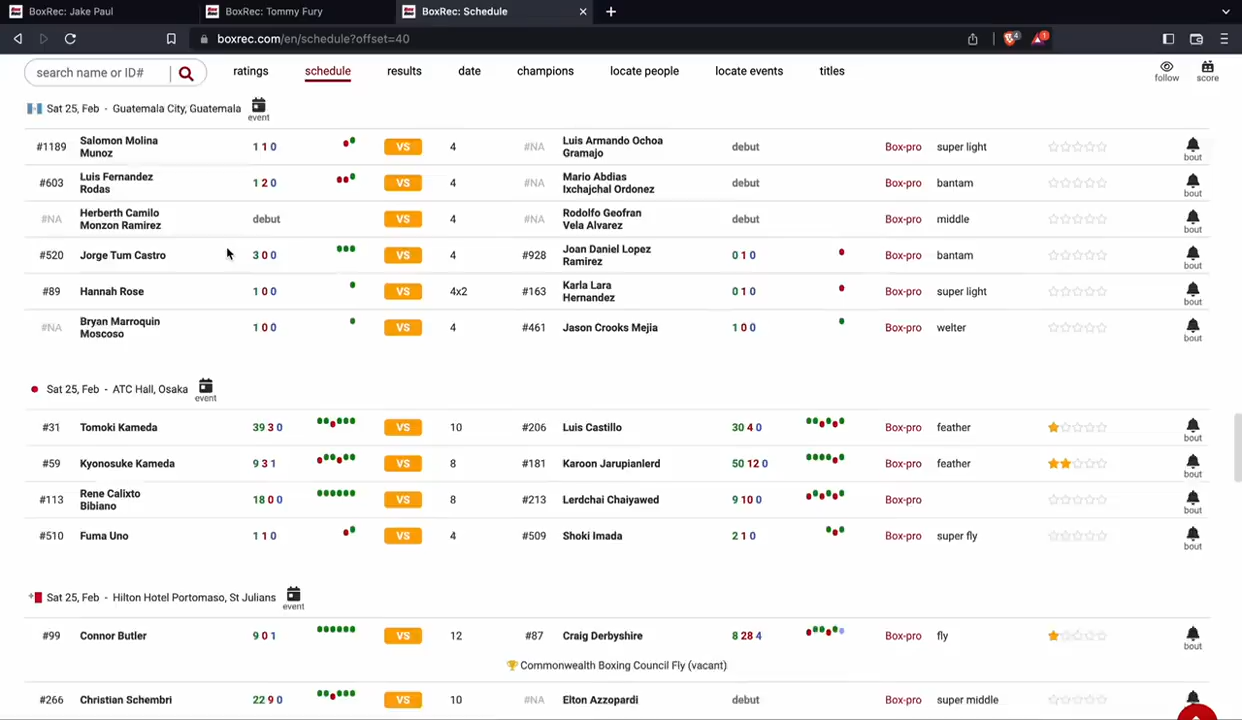 BoxRec: Jake Paul
BoxRec: Tommy Fury
BoxRec: Schedule
boxrec.com/en/schedule?offset=40
4
1
search name or ID#
ratings schedule results date champions locate people locate events titles
follow score
Sat 25, Feb - Guatemala City, Guatemala event
#1189 Salomon Molina Munoz 1 1 0 VS 4 #NA Luis Armando Ochoa Gramajo debut Box-pro super light bout
#603 Luis Fernandez Rodas 1 2 0 VS 4 #NA Mario Abdias Ixchajchal Ordonez debut Box-pro bantam bout
#NA Herberth Camilo Monzon Ramirez debut VS 4 #NA Rodolfo Geofran Vela Alvarez debut Box-pro middle bout
#520 Jorge Tum Castro 3 0 0 VS 4 #928 Joan Daniel Lopez Ramirez 0 1 0 Box-pro bantam bout
#89 Hannah Rose 1 0 0 VS 4x2 #163 Karla Lara Hernandez 0 1 0 Box-pro super light bout
#NA Bryan Marroquin Moscoso 1 0 0 VS 4 #461 Jason Crooks Mejia 1 0 0 Box-pro welter bout
Sat 25, Feb - ATC Hall, Osaka event
#31 Tomoki Kameda 39 3 0 VS 10 #206 Luis Castillo 30 4 0 Box-pro feather bout
#59 Kyonosuke Kameda 9 3 1 VS 8 #181 Karoon Jarupianlerd 50 12 0 Box-pro feather bout
#113 Rene Calixto Bibiano 18 0 0 VS 8 #213 Lerdchai Chaiyawed 9 10 0 Box-pro bout
#510 Fuma Uno 1 1 0 VS 4 #509 Shoki Imada 2 1 0 Box-pro super fly bout
Sat 25, Feb - Hilton Hotel Portomaso, St Julians event
#99 Connor Butler 9 0 1 VS 12 #87 Craig Derbyshire 8 28 4 Box-pro fly bout
Commonwealth Boxing Council Fly (vacant)
#266 Christian Schembri 22 9 0 VS 10 #NA Elton Azzopardi debut Box-pro super middle bout